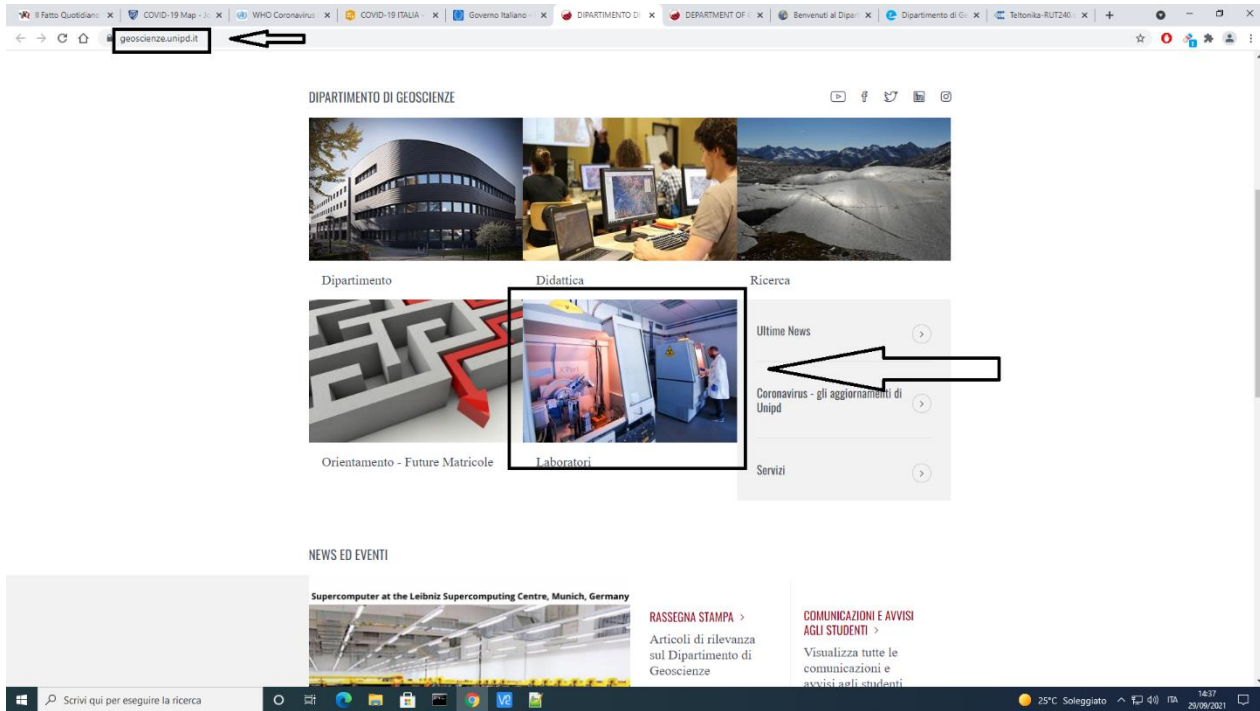 Il Fatto Quotidiano
COVID-19 Map - Jo
WHO Coronavirus
COVID-19 ITALIA -
Governo Italiano -
DIPARTIMENTO DI
DEPARTMENT OF
Benvenuti al Dipar
Dipartimento di Ge
Teltonika-RUT240
geoscienze.unipd.it
DIPARTIMENTO DI GEOSCIENZE
Dipartimento
Didattica
Ricerca
Ultime News
Coronavirus - gli aggiornamenti di
Unipd
Servizi
Orientamento - Future Matricole
Laboratori
NEWS ED EVENTI
Supercomputer at the Leibniz Supercomputing Centre, Munich, Germany
RASSEGNA STAMPA >
Articoli di rilevanza
sul Dipartimento di
Geoscienze
COMUNICAZIONI E AVVISI
AGLI STUDENTI >
Visualizza tutte le
comunicazioni e
avvisi agli studenti
Scrivi qui per eseguire la ricerca
25°C Soleggiato
ITA
14:37
29/09/2021